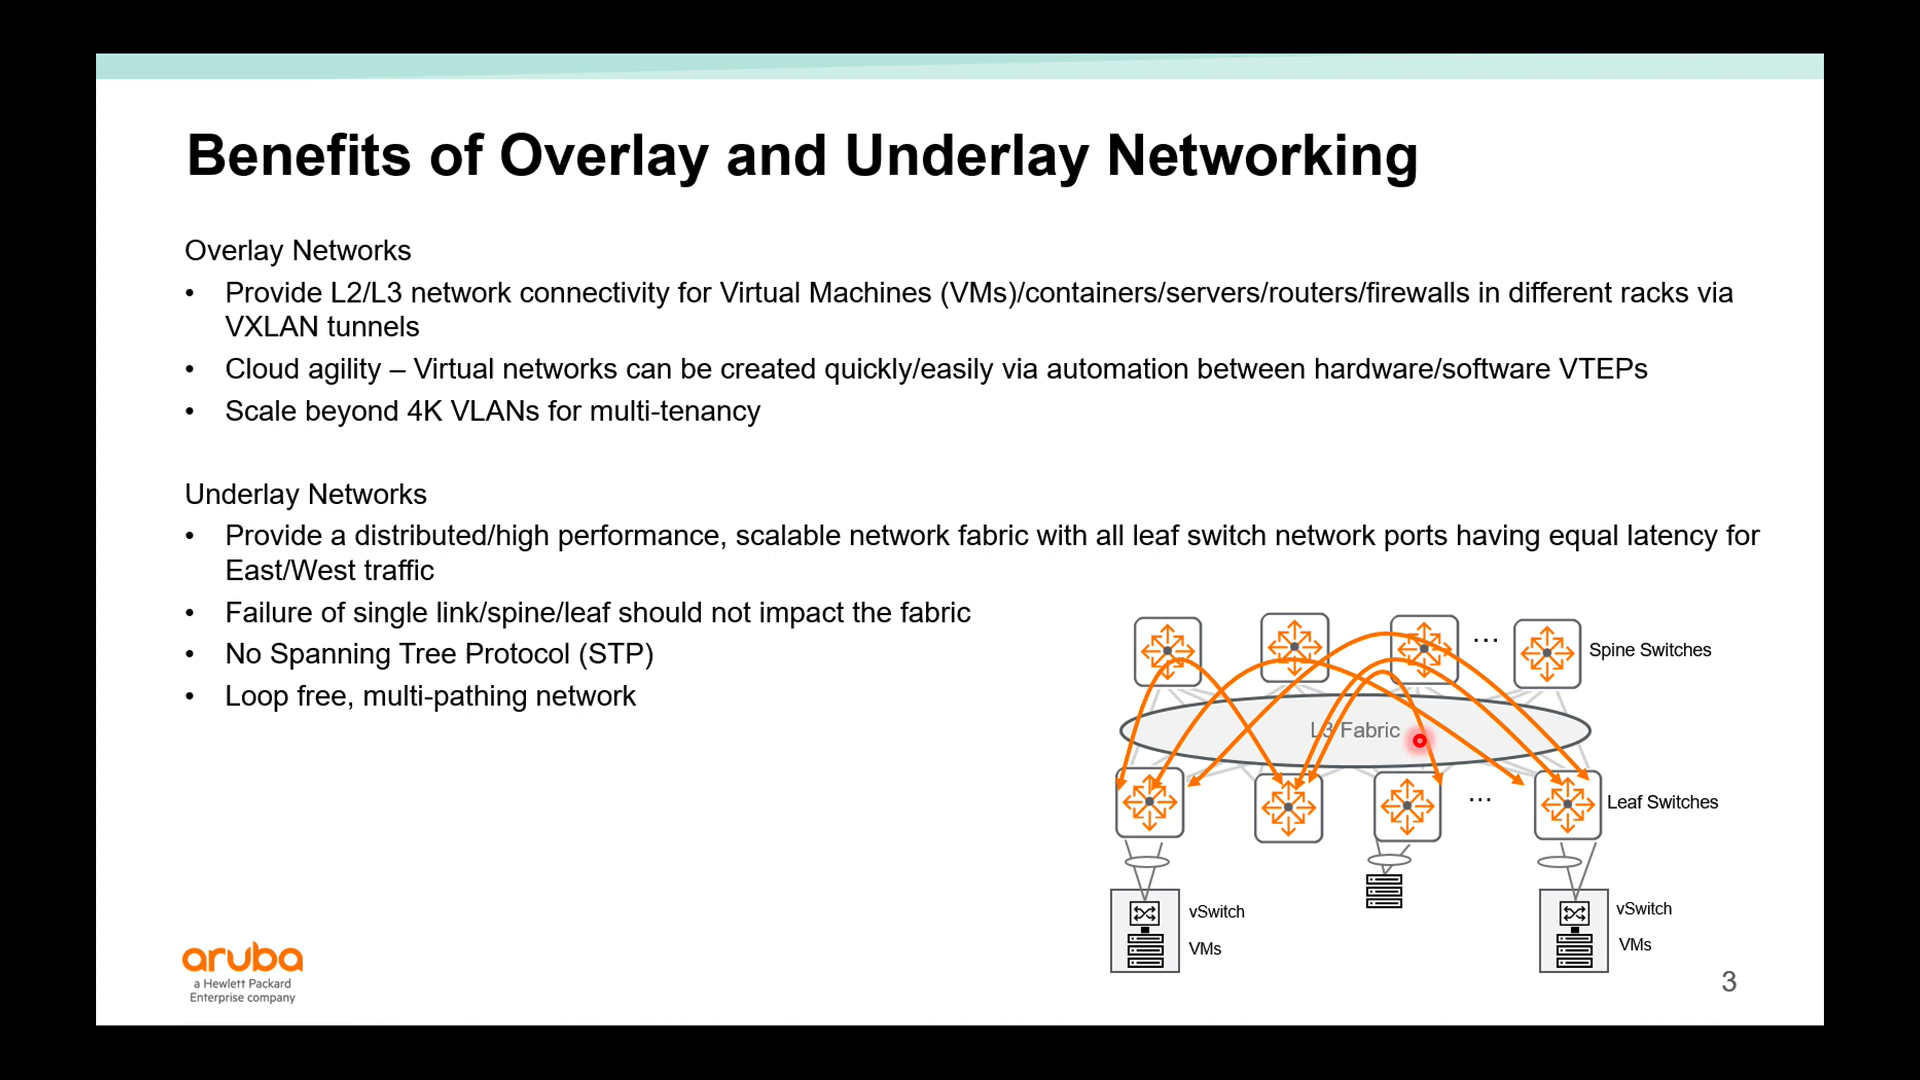 Benefits of Overlay and Underlay Networking
Overlay Networks
• Provide L2/L3 network connectivity for Virtual Machines (VMs)/containers/servers/routers/firewalls in different racks via
VXLAN tunnels
• Cloud agility – Virtual networks can be created quickly/easily via automation between hardware/software VTEPs
• Scale beyond 4K VLANs for multi-tenancy
Underlay Networks
• Provide a distributed/high performance, scalable network fabric with all leaf switch network ports having equal latency for
East/West traffic
• Failure of single link/spine/leaf should not impact the fabric
• No Spanning Tree Protocol (STP)
• Loop free, multi-pathing network
... Spine Switches
L3 Fabric
... Leaf Switches
vSwitch
VMs
vSwitch
VMs
aruba
a Hewlett Packard
Enterprise company
3